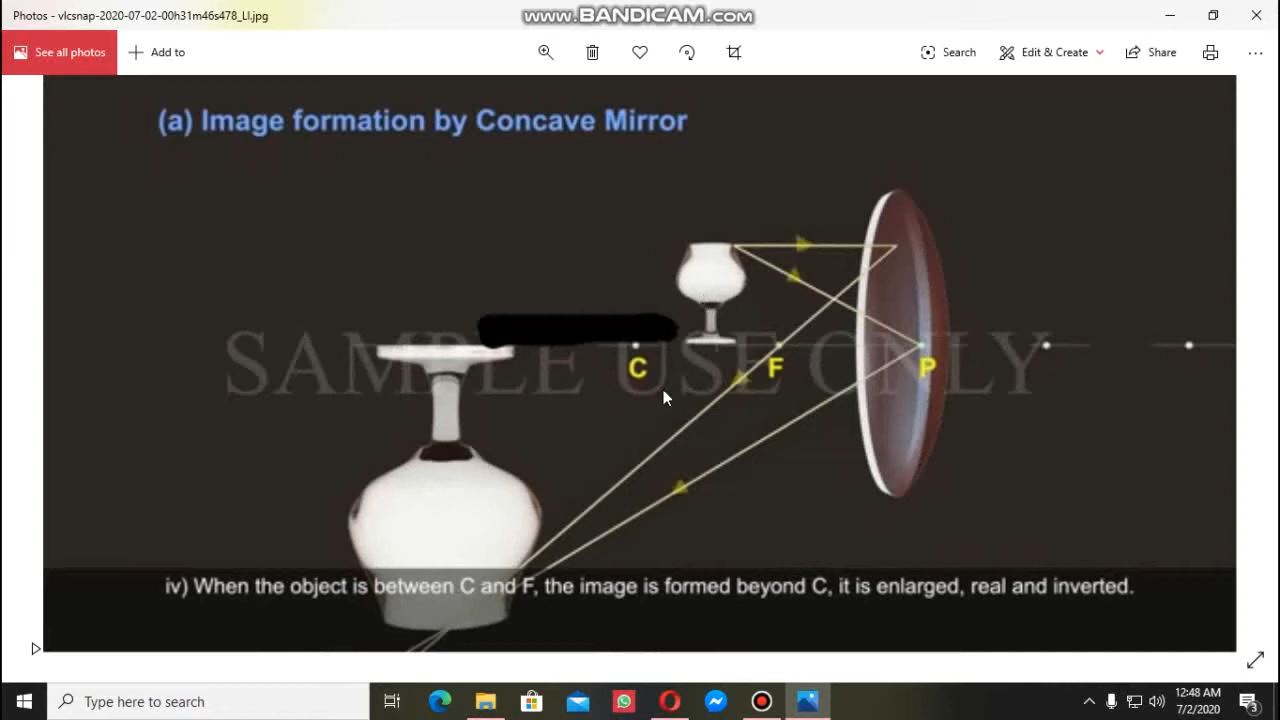 Photos - vlcsnap-2020-07-02-00h31m46s478_LI.jpg
www.BANDICAM.com
See all photos
Add to
Search
Edit & Create
Share
(a) Image formation by Concave Mirror
SAMPLE USE ONLY
C
F
P
iv) When the object is between C and F, the image is formed beyond C, it is enlarged, real and inverted.
Type here to search
12:48 AM
7/2/2020
3